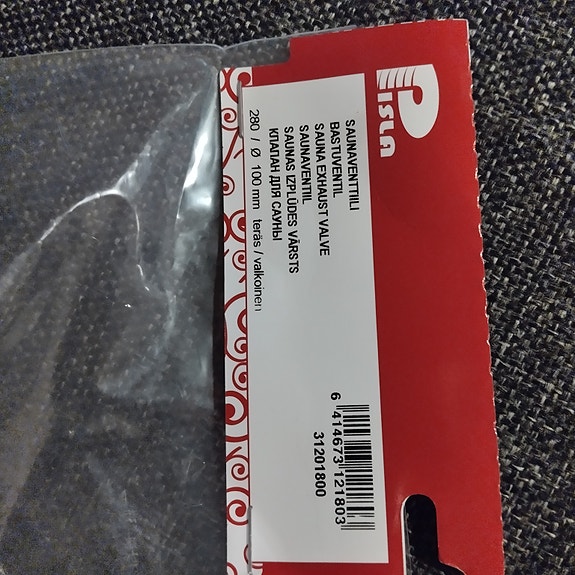 PISLA
SAUNAVENTTIILI
BASTUVENTIL
SAUNA EXHAUST VALVE
SAUNAVENTIIL
SAUNAS IZPLŪDES VĀRSTS
КЛАПАН ДЛЯ САУНЫ
280 / Ø 100 mm teräs / valkoinen
6 414673 121803
31201800